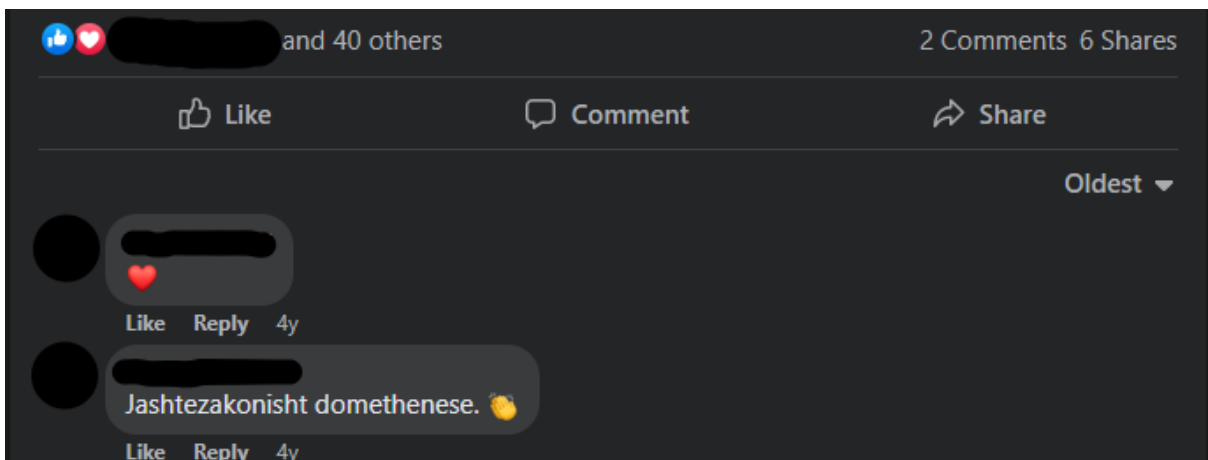 and 40 others 2 Comments 6 Shares
Like Comment Share
Oldest
❤️
Like Reply 4y
Jashtezakonisht domethenese. 👏
Like Reply 4y